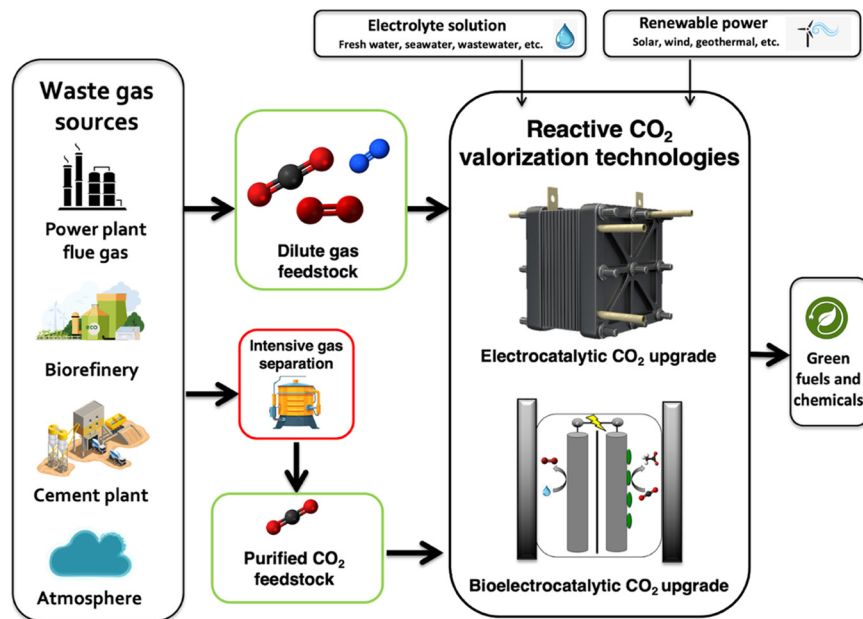 Electrolyte solution
Fresh water, seawater, wastewater, etc.
Renewable power
Solar, wind, geothermal, etc.
Waste gas
sources
Power plant
flue gas
Biorefinery
Cement plant
Atmosphere
Dilute gas
feedstock
Intensive gas
separation
Purified CO₂
feedstock
Reactive CO₂
valorization technologies
Electrocatalytic CO₂ upgrade
Bioelectrocatalytic CO₂ upgrade
Green
fuels and
chemicals